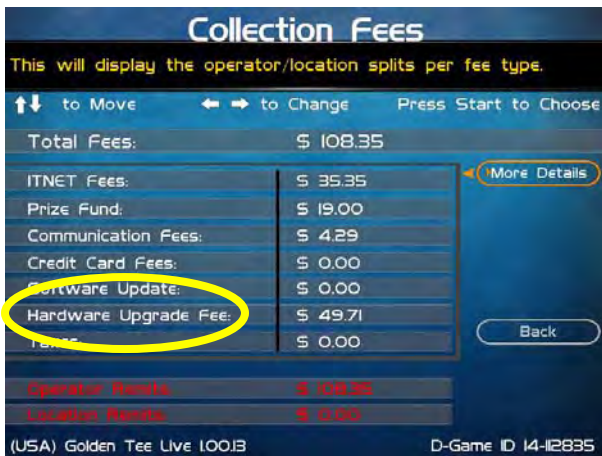 Collection Fees
This will display the operator/location splits per fee type.
to Move to Change Press Start to Choose
Total Fees: $ 108.35
ITNET Fees: $ 35.35
More Details
Prize Fund: $ 19.00
Communication Fees: $ 4.29
Credit Card Fees: $ 0.00
Software Update: $ 0.00
Hardware Upgrade Fee: $ 49.71
Back
Taxes: $ 0.00
Operator Remits: $ 108.35
Location Remits: $ 0.00
(USA) Golden Tee Live 1.00.13 D-Game ID 14-112835